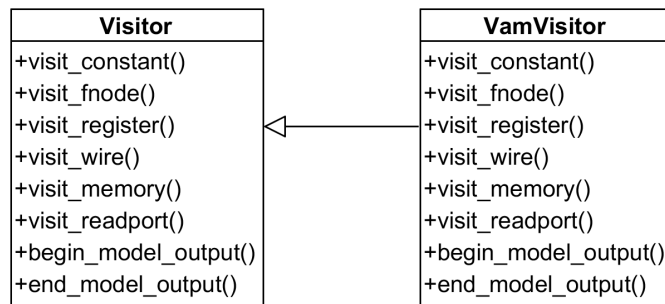 Visitor
+visit_constant()
+visit_fnode()
+visit_register()
+visit_wire()
+visit_memory()
+visit_readport()
+begin_model_output()
+end_model_output()
VamVisitor
+visit_constant()
+visit_fnode()
+visit_register()
+visit_wire()
+visit_memory()
+visit_readport()
+begin_model_output()
+end_model_output()